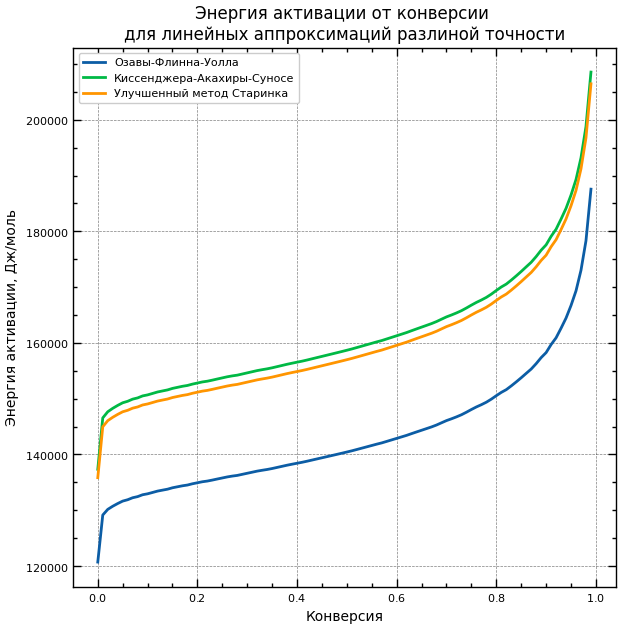 Энергия активации от конверсии
для линейных аппроксимаций разлиной точности
Озавы-Флинна-Уолла
Киссенджера-Акахиры-Суносе
Улучшенный метод Старинка
Энергия активации, Дж/моль
200000
180000
160000
140000
120000
0.0 0.2 0.4 0.6 0.8 1.0
Конверсия